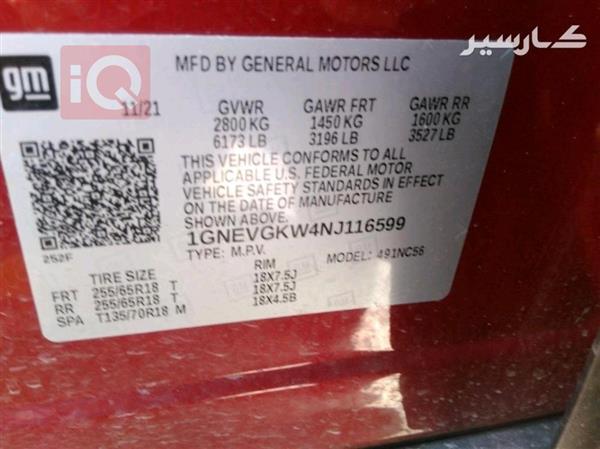 كارسير
gm
iQ
MFD BY GENERAL MOTORS LLC
11/21 GVWR GAWR FRT GAWR RR
2800 KG 1450 KG 1600 KG
6173 LB 3196 LB 3527 LB
THIS VEHICLE CONFORMS TO ALL
APPLICABLE U.S. FEDERAL MOTOR
VEHICLE SAFETY STANDARDS IN EFFECT
ON THE DATE OF MANUFACTURE
SHOWN ABOVE.
1GNEVGKW4NJ116599
252F
TYPE: M.P.V. MODEL: 491NC56
TIRE SIZE RIM
FRT 255/65R18 T 18X7.5J
RR 255/65R18 T 18X7.5J
SPA T135/70R18 M 18X4.5B